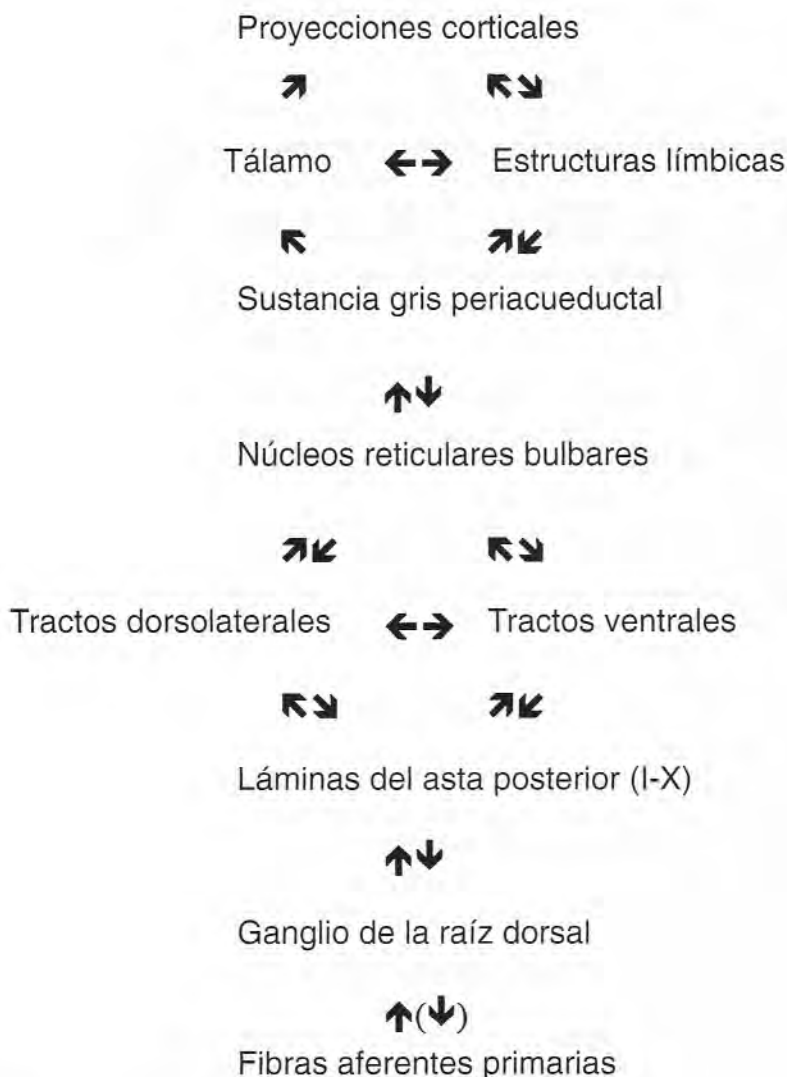 Proyecciones corticales
Tálamo Estructuras límbicas
Sustancia gris periacueductal
Núcleos reticulares bulbares
Tractos dorsolaterales Tractos ventrales
Láminas del asta posterior (I-X)
Ganglio de la raíz dorsal
Fibras aferentes primarias